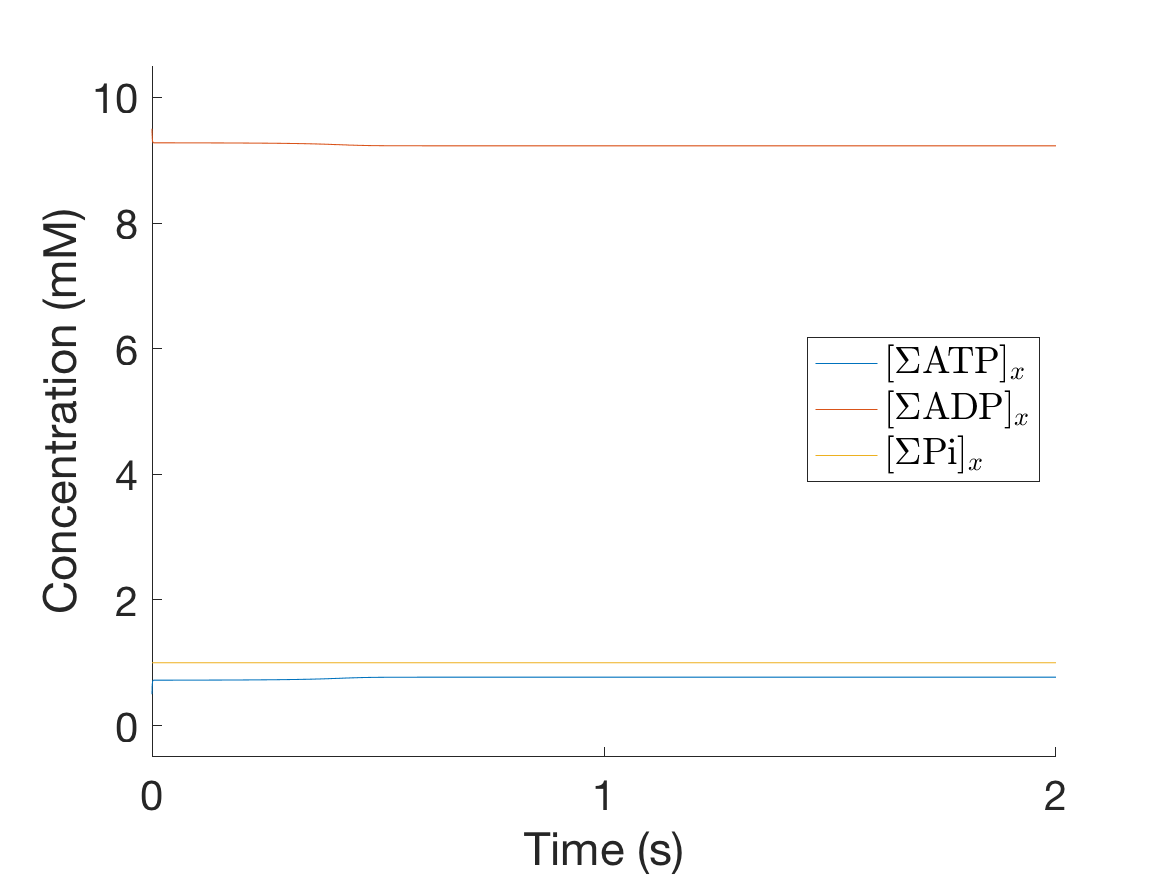 10
8
6
4
2
0
Concentration (mM)
[ΣATP]ₓ
[ΣADP]ₓ
[ΣPi]ₓ
0 1 2
Time (s)